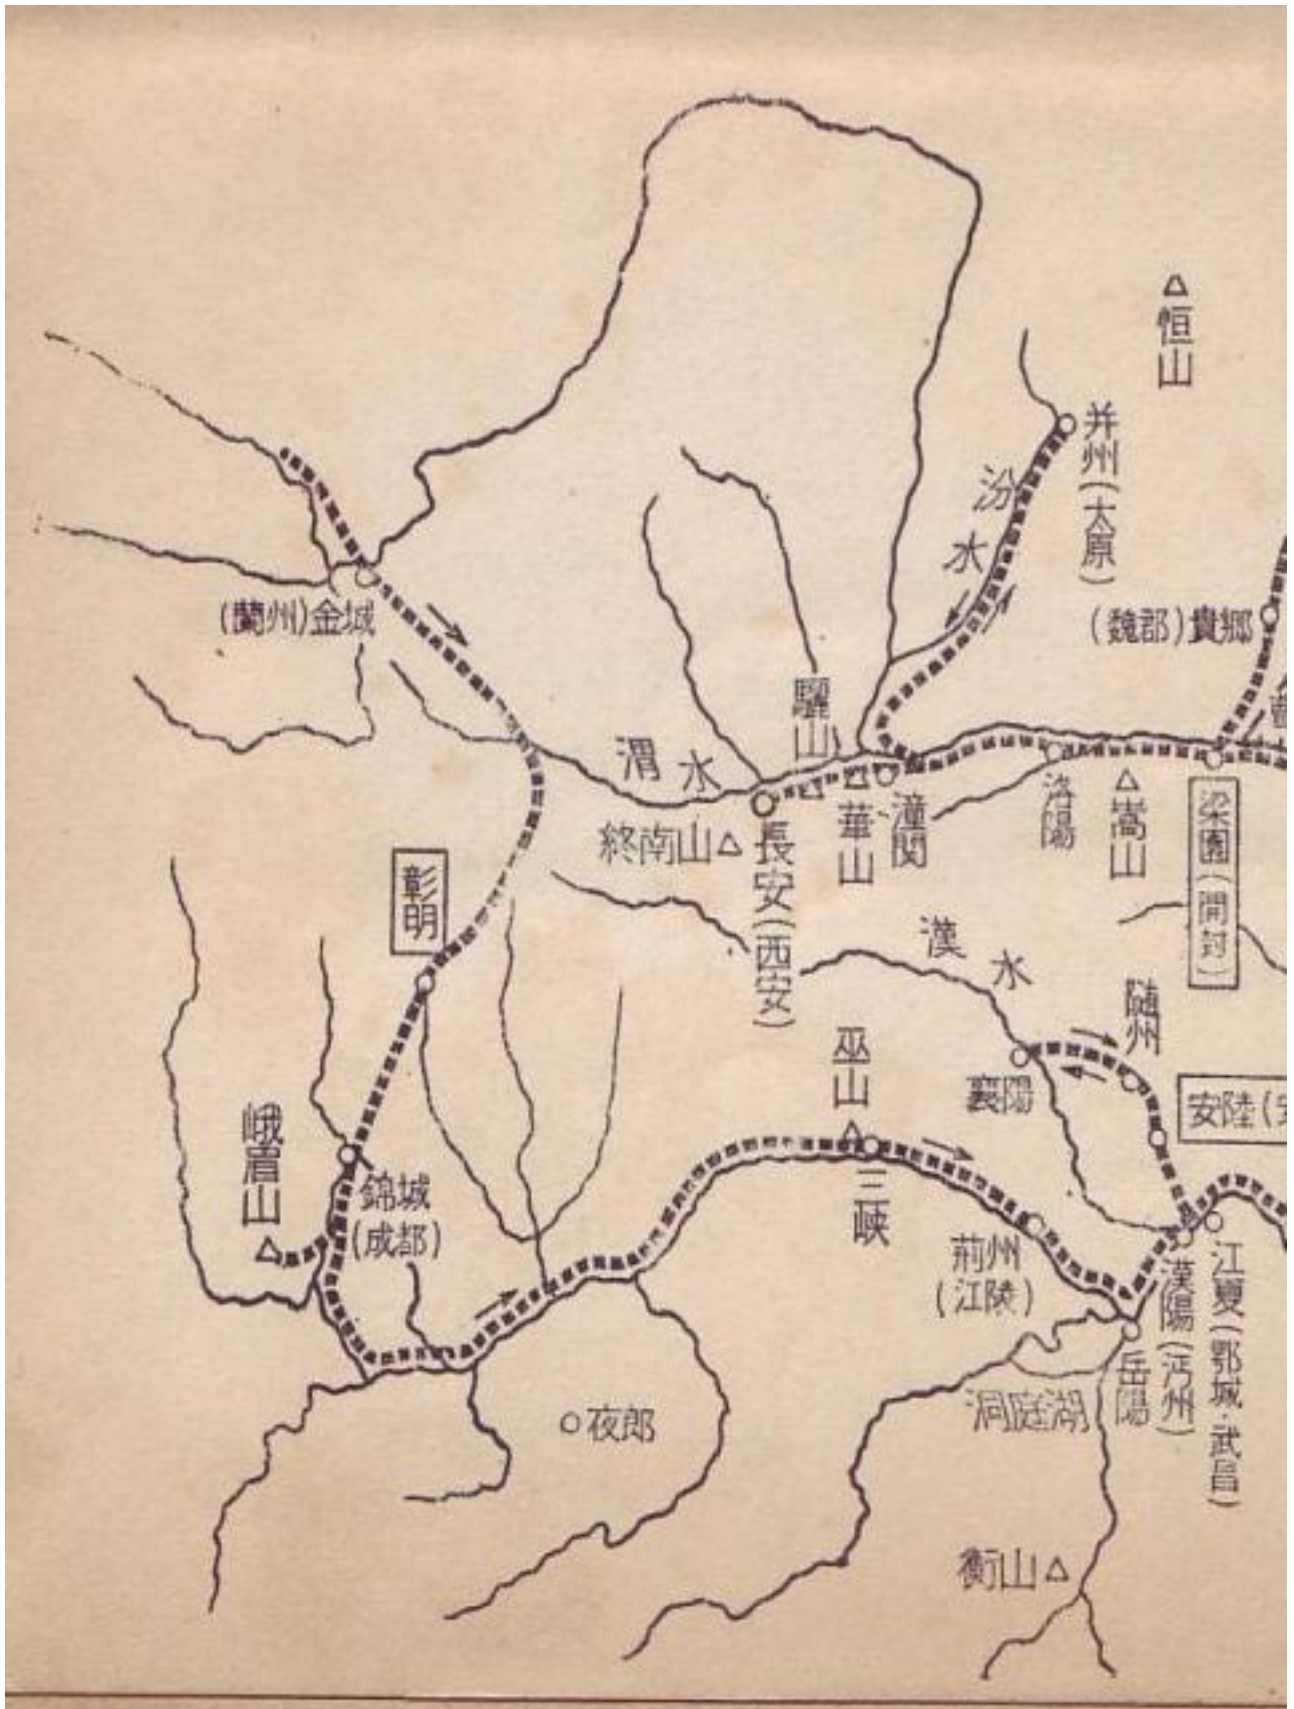 恒山
并州(太原)
汾水
(魏郡)貴郷
(蘭州)金城
驪山
渭水
終南山
長安(西安)
華山
潼関
洛陽
嵩山
梁園(開封)
彰明
漢水
随州
襄陽
安陸(安
巫山
三峡
峨眉山
錦城
(成都)
荊州
(江陵)
漢陽(沔州)
江夏(鄂城·武昌)
岳陽
洞庭湖
夜郎
衡山